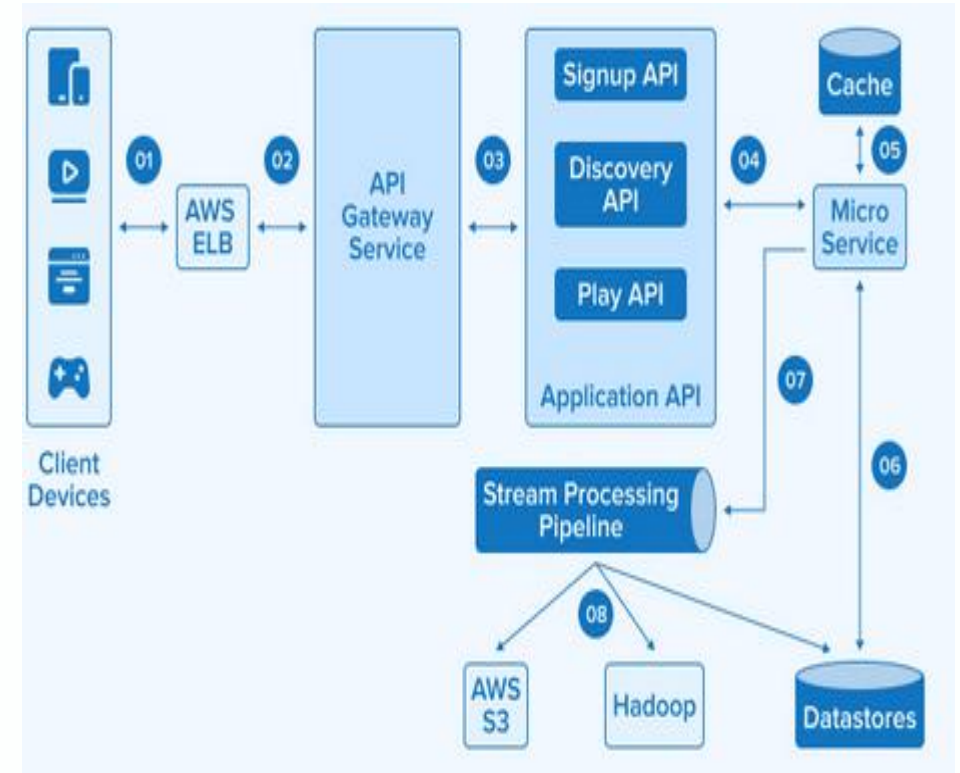 Client
Devices
01
AWS
ELB
02
API
Gateway
Service
03
Signup API
Discovery
API
Play API
Application API
04
Cache
05
Micro
Service
07
06
Stream Processing
Pipeline
08
AWS
S3
Hadoop
Datastores